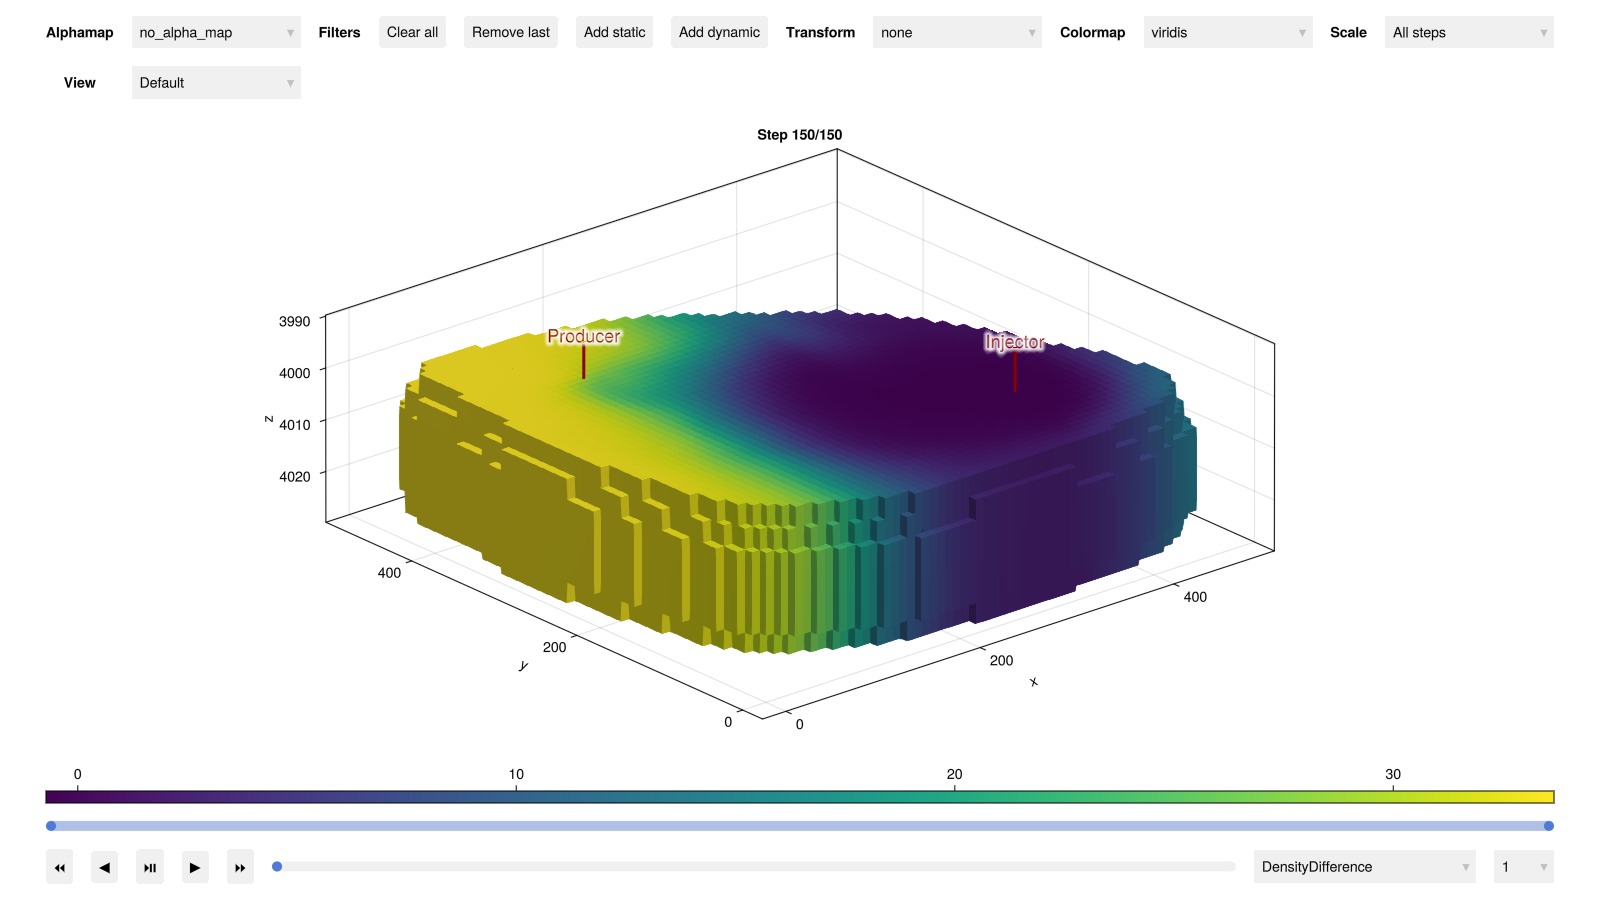 Alphamap no_alpha_map Filters Clear all Remove last Add static Add dynamic Transform none Colormap viridis Scale All steps
View Default
Step 150/150
Producer
Injector
3990
4000
4010
4020
z
400
200
0
y
0
200
400
x
0 10 20 30
DensityDifference 1